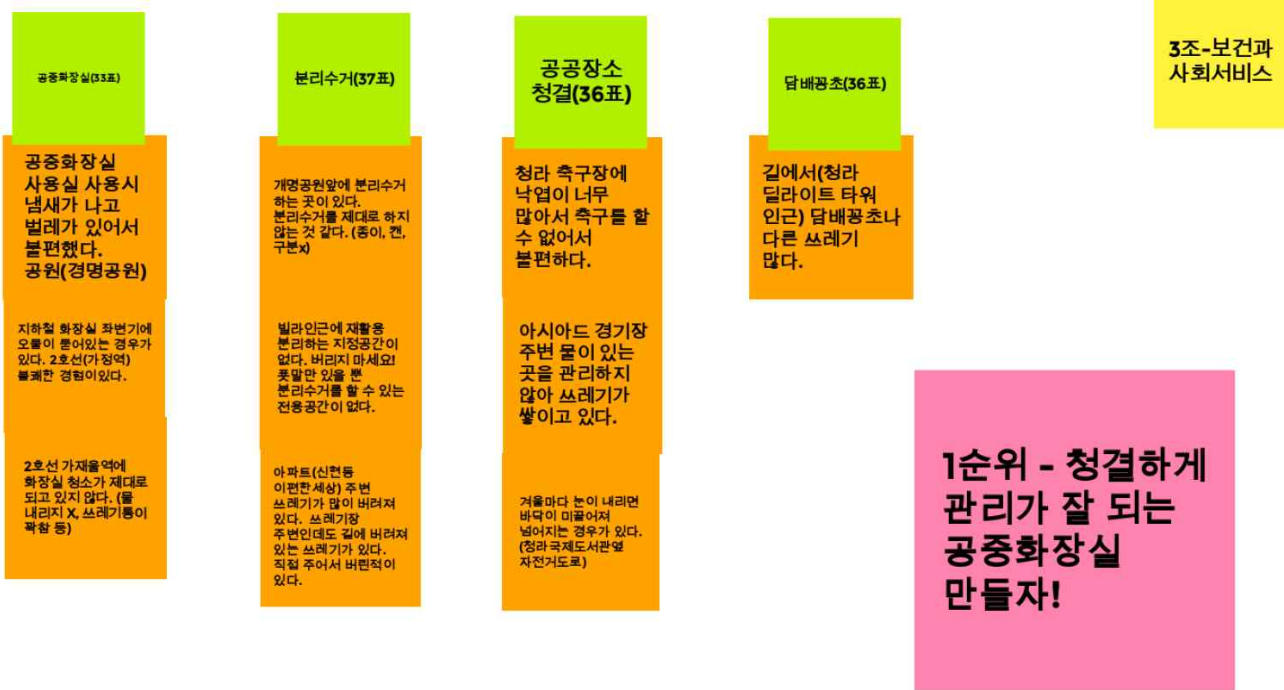 공중화장실(33표)
공중화장실
사용실 사용시
냄새가 나고
벌레가 있어서
불편했다.
공원(경명공원)
지하철 화장실 좌변기에
오물이 묻어있는 경우가
있다. 2호선(가정역)
불쾌한 경험이있다.
2호선 가재울역에
화장실 청소가 제대로
되고 있지 않다. (물
내리지 X, 쓰레기통이
꽉참 등)
분리수거(37표)
개명공원앞에 분리수거
하는 곳이 있다.
분리수거를 제대로 하지
않는 것 같다. (종이, 캔,
구분x)
빌라인근에 재활용
분리하는 지정공간이
없다. 버리지 마세요!
푯말만 있을 뿐
분리수거를 할 수 있는
전용공간이 없다.
아파트(신현동
이편한세상) 주변
쓰레기가 많이 버려져
있다. 쓰레기장
주변인데도 길에 버려져
있는 쓰레기가 있다.
직접 주어서 버린적이
있다.
공공장소
청결(36표)
청라 축구장에
낙엽이 너무
많아서 축구를 할
수 없어서
불편하다.
아시아드 경기장
주변 물이 있는
곳을 관리하지
않아 쓰레기가
쌓이고 있다.
겨울마다 눈이 내리면
바닥이 미끌어져
넘어지는 경우가 있다.
(청라국제도서관옆
자전거도로)
담배꽁초(36표)
길에서(청라
딜라이트 타워
인근) 담배꽁초나
다른 쓰레기
많다.
3조-보건과
사회서비스
1순위 - 청결하게
관리가 잘 되는
공중화장실
만들자!